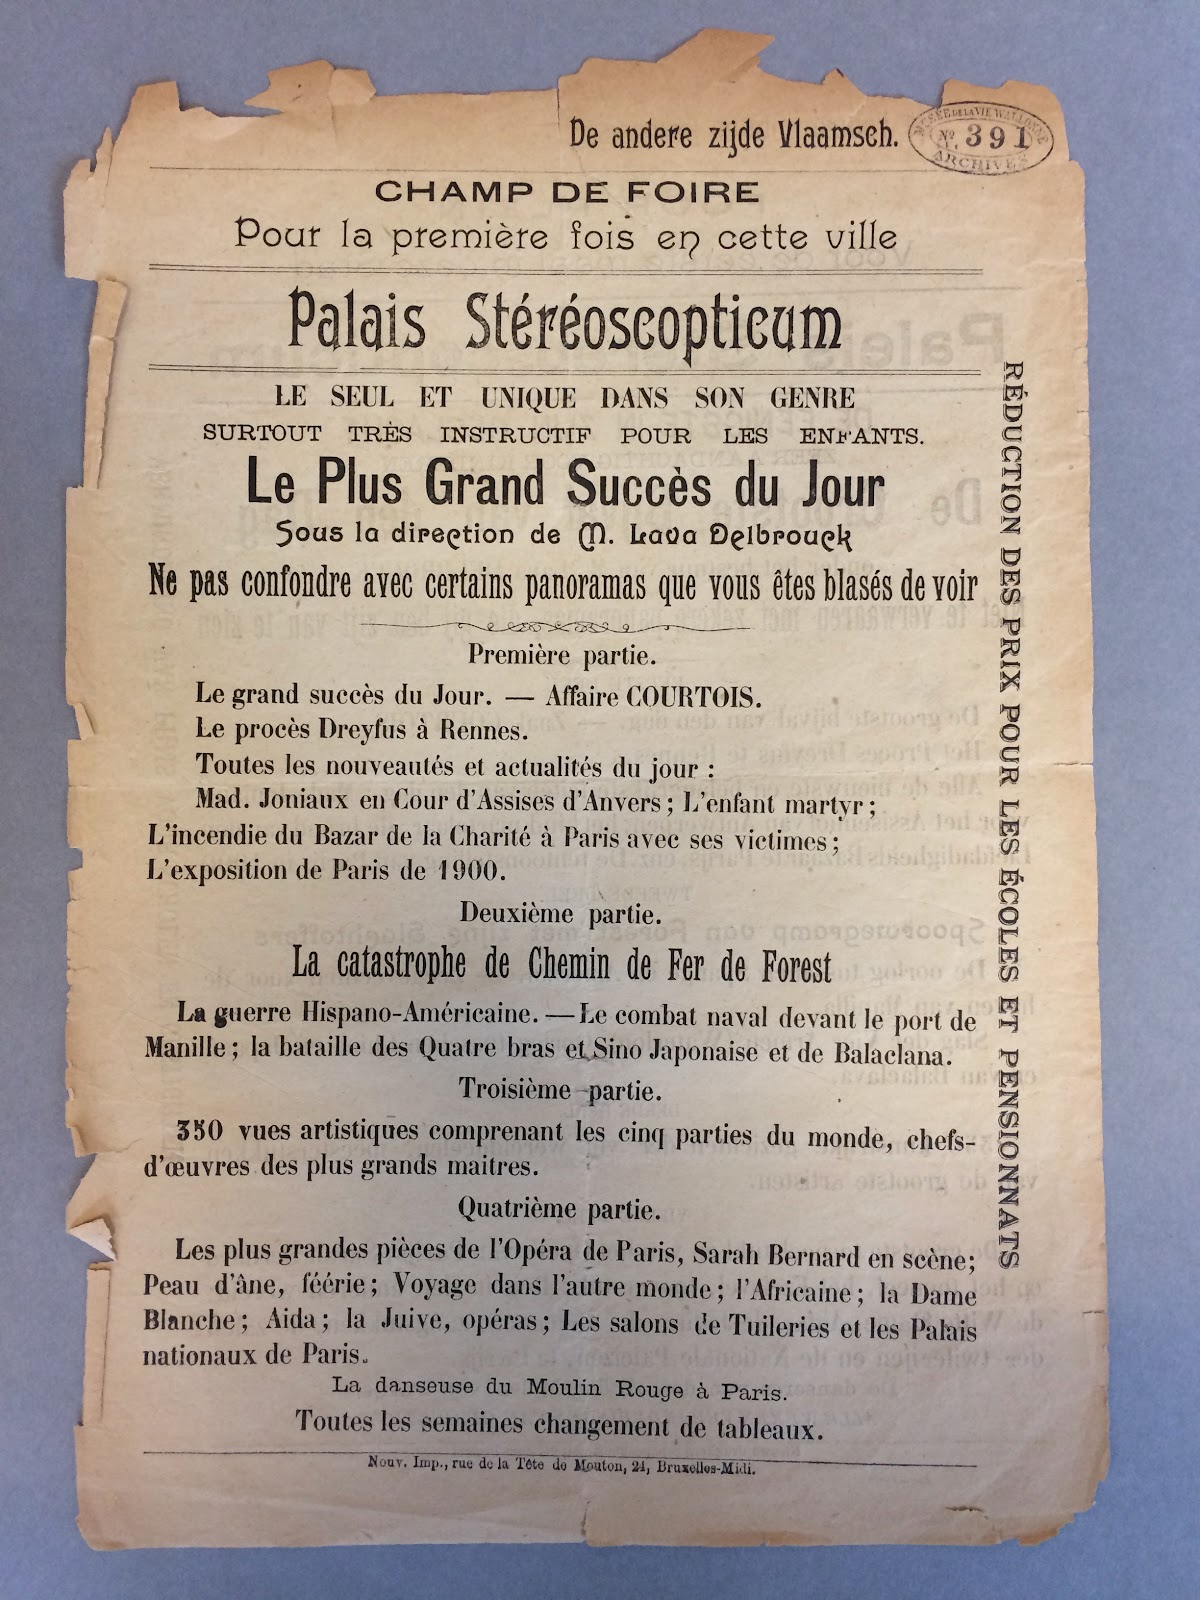 De andere zijde Vlaamsch.
MUSÉE DE LA VIE WALLONNE
No. 391
ARCHIVES
CHAMP DE FOIRE
Pour la première fois en cette ville
Palais Stéréoscopticum
LE SEUL ET UNIQUE DANS SON GENRE
SURTOUT TRÈS INSTRUCTIF POUR LES ENFANTS.
Le Plus Grand Succès du Jour
Sous la direction de M. Lava Delbrouck
Ne pas confondre avec certains panoramas que vous êtes blasés de voir
Première partie.
Le grand succès du Jour. — Affaire COURTOIS.
Le procès Dreyfus à Rennes.
Toutes les nouveautés et actualités du jour :
Mad. Joniaux en Cour d'Assises d'Anvers ; L'enfant martyr ;
L'incendie du Bazar de la Charité à Paris avec ses victimes ;
L'exposition de Paris de 1900.
Deuxième partie.
La catastrophe de Chemin de Fer de Forest
La guerre Hispano-Américaine. — Le combat naval devant le port de
Manille ; la bataille des Quatre bras et Sino Japonaise et de Balaclana.
Troisième partie.
350 vues artistiques comprenant les cinq parties du monde, chefs-
d'œuvres des plus grands maitres.
Quatrième partie.
Les plus grandes pièces de l'Opéra de Paris, Sarah Bernard en scène ;
Peau d'âne, féérie ; Voyage dans l'autre monde ; l'Africaine ; la Dame
Blanche ; Aida ; la Juive, opéras ; Les salons de Tuileries et les Palais
nationaux de Paris.
La danseuse du Moulin Rouge à Paris.
Toutes les semaines changement de tableaux.
Nouv. Imp., rue de la Tête de Mouton, 24, Bruxelles-Midi.
RÉDUCTION DES PRIX POUR LES ÉCOLES ET PENSIONNATS